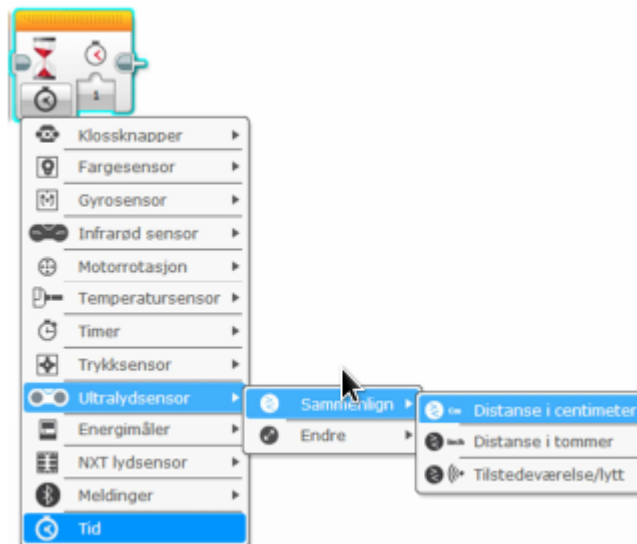 1
Klossknapper
Fargesensor
Gyrosensor
Infrarød sensor
Motorrotasjon
Temperatursensor
Timer
Trykksensor
Ultralydsensor
Energimåler
NXT lydsensor
Meldinger
Tid
Sammenlign
Endre
Distanse i centimeter
Distanse i tommer
Tilstedeværelse/lytt